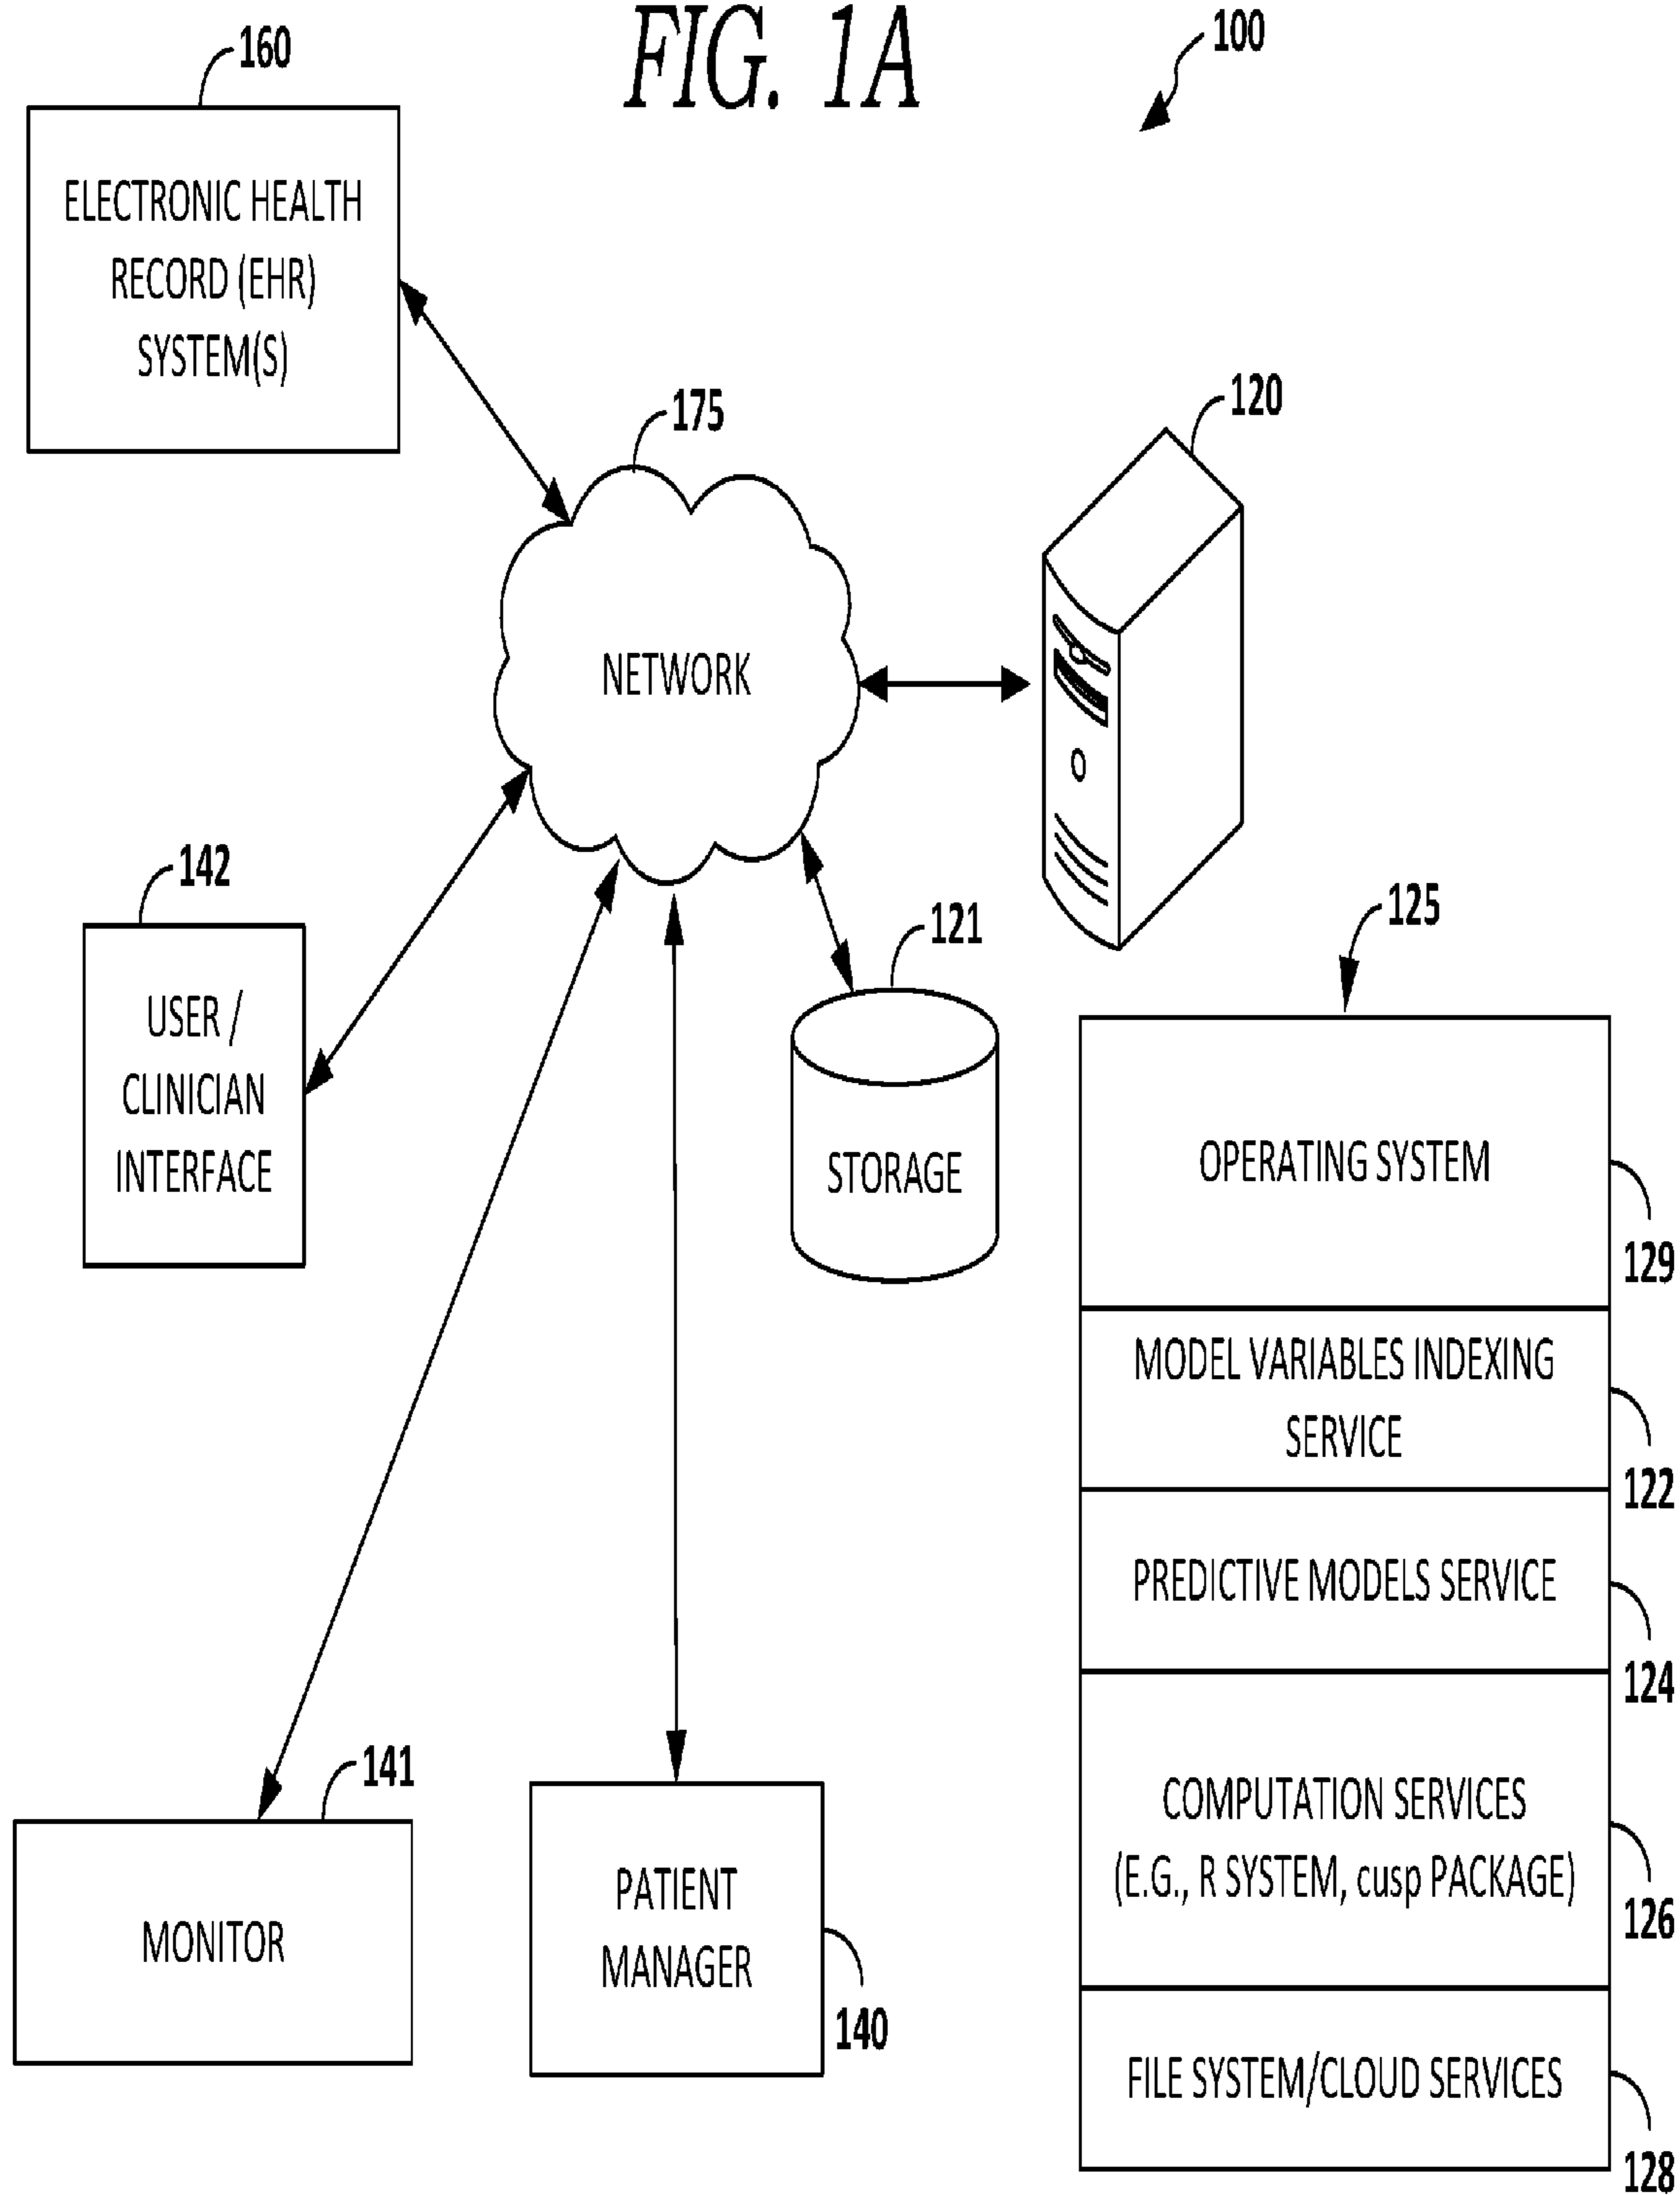 FIG. 1A
100
160
ELECTRONIC HEALTH
RECORD (EHR)
SYSTEM(S)
175
120
NETWORK
142
USER /
CLINICIAN
INTERFACE
121
STORAGE
125
OPERATING SYSTEM
129
MODEL VARIABLES INDEXING
SERVICE
122
PREDICTIVE MODELS SERVICE
124
COMPUTATION SERVICES
(E.G., R SYSTEM, cusp PACKAGE)
126
FILE SYSTEM/CLOUD SERVICES
128
141
MONITOR
PATIENT
MANAGER
140